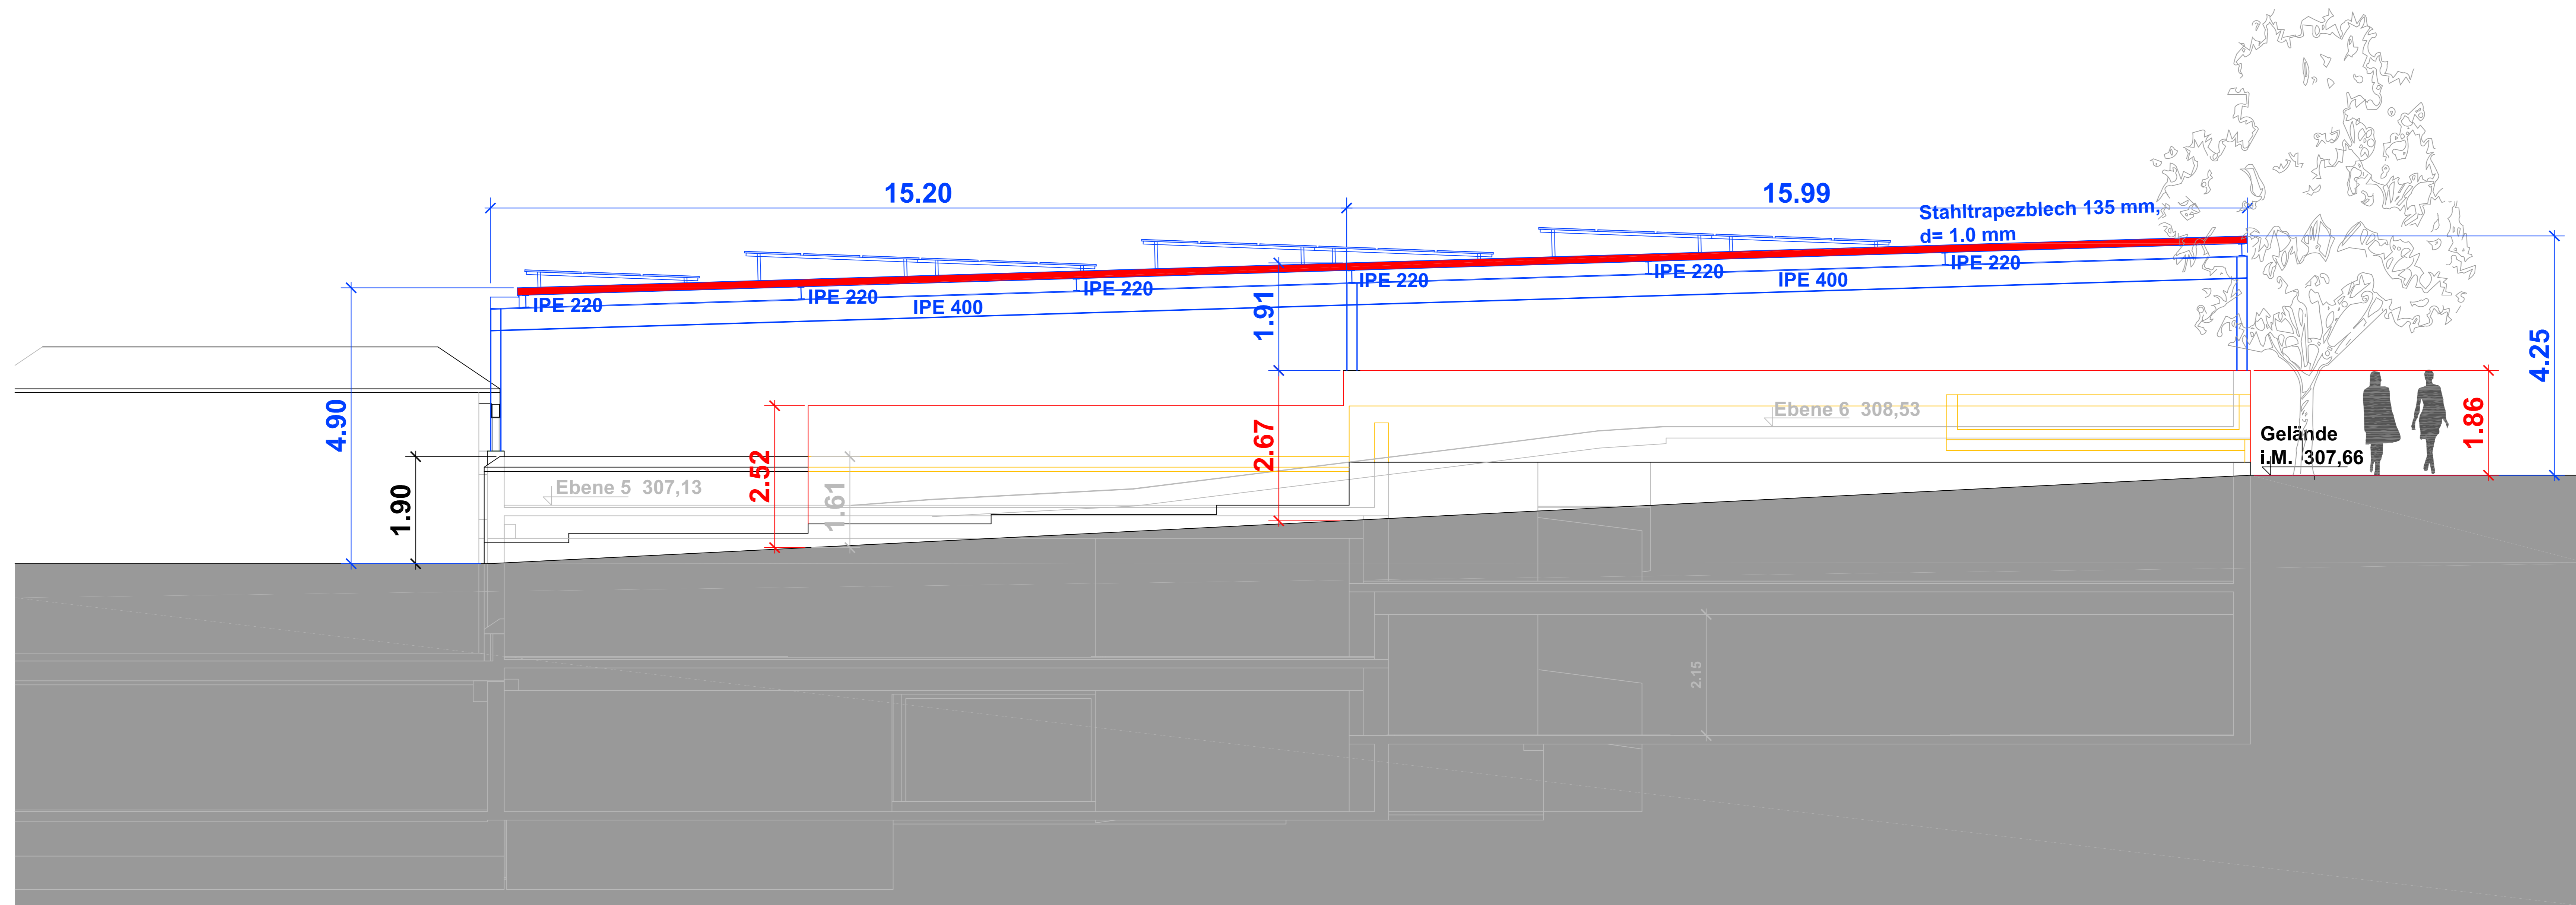 15.20
15.99
Stahltrapezblech 135 mm,
d= 1.0 mm
IPE 220
IPE 220
IPE 220
IPE 220
IPE 220
IPE 220
IPE 400
IPE 400
1.91
4.25
4.90
Ebene 6 308,53
1.86
Gelände
i.M. 307,66
2.67
2.52
1.61
Ebene 5 307,13
1.90
2.15